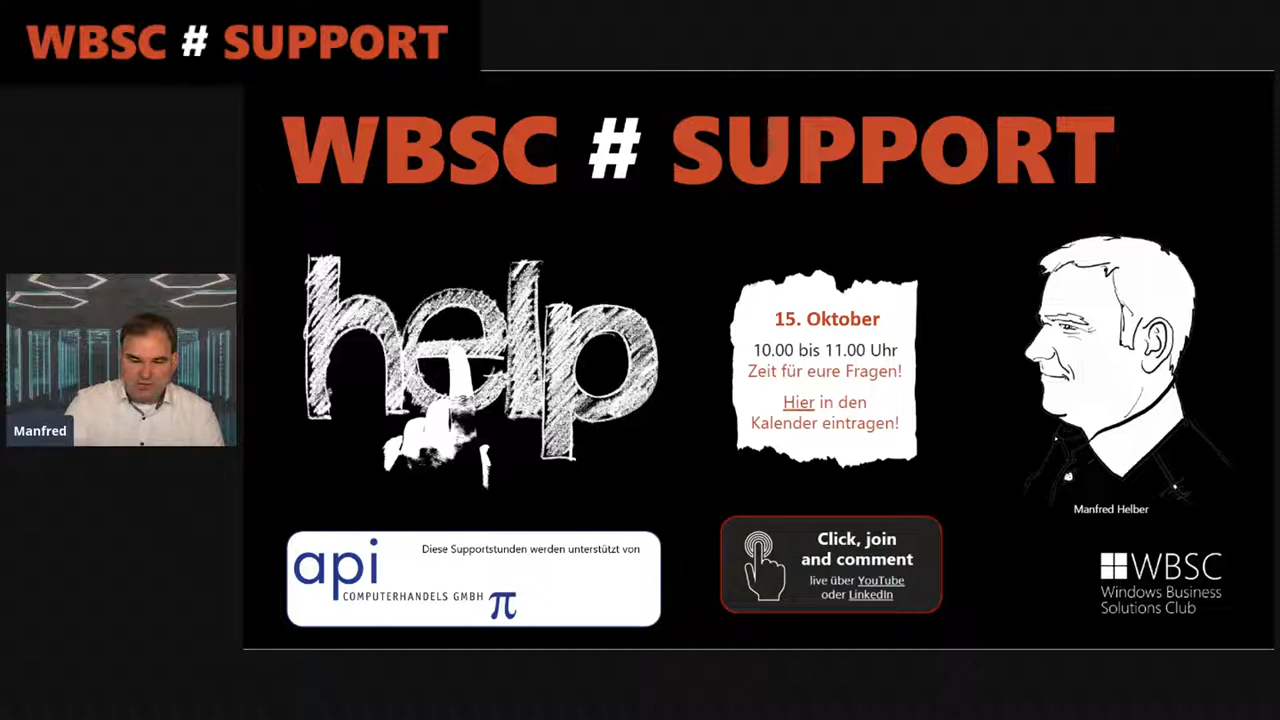 WBSC # SUPPORT
WBSC # SUPPORT
help
15. Oktober
10.00 bis 11.00 Uhr
Zeit für eure Fragen!
Hier in den
Kalender eintragen!
Manfred
Manfred Helber
Diese Supportstunden werden unterstützt von
api
COMPUTERHANDELS GMBH
π
Click, join
and comment
live über YouTube
oder LinkedIn
WBSC
Windows Business
Solutions Club